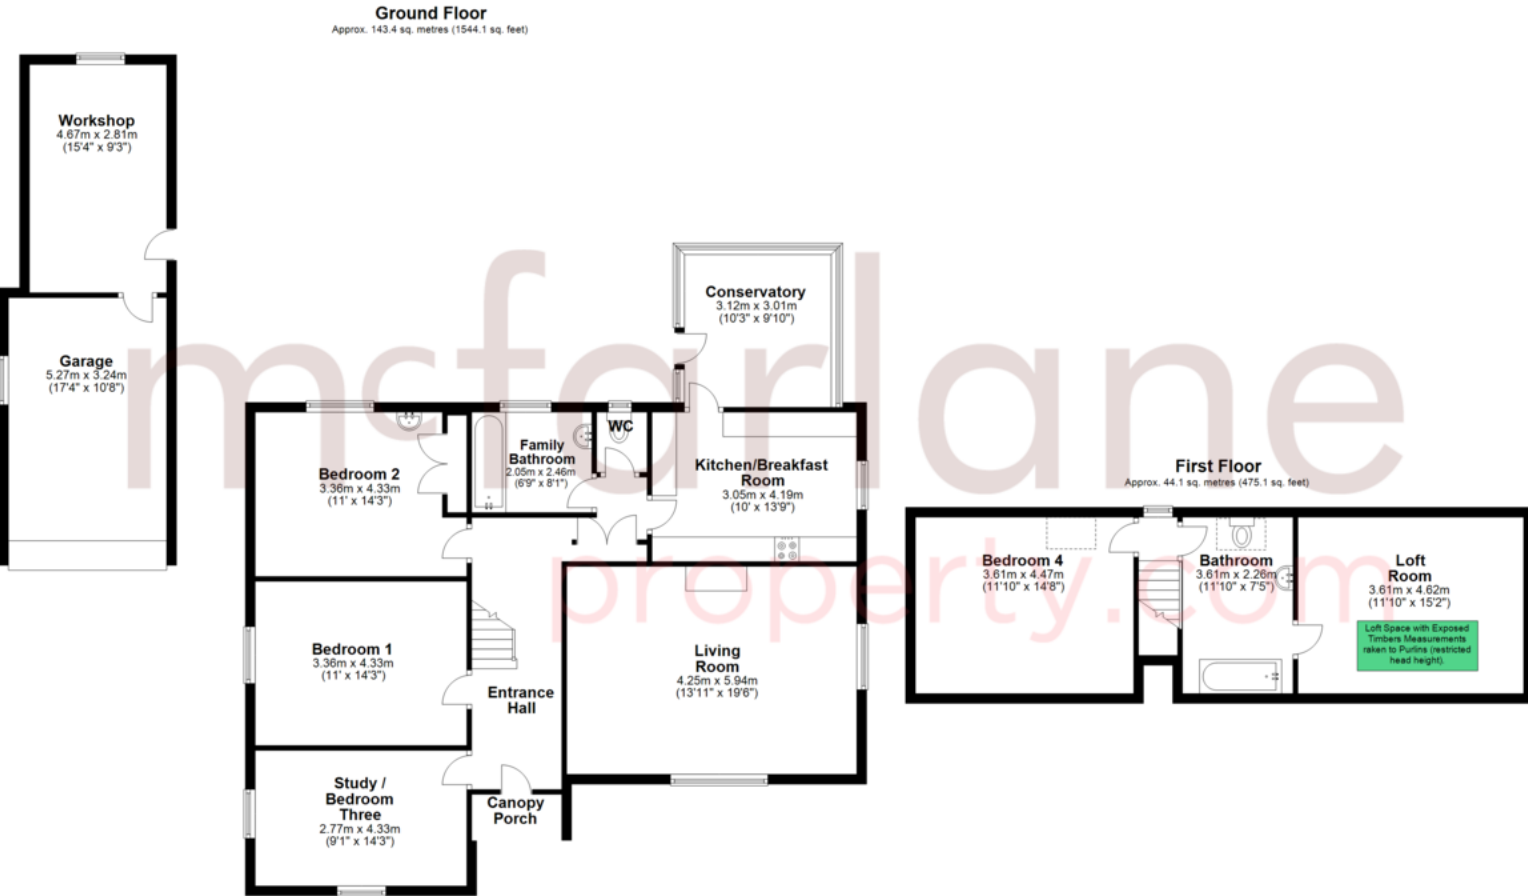 Ground Floor
Approx. 143.4 sq. metres (1544.1 sq. feet)
Workshop
4.67m x 2.81m
(15'4" x 9'3")
Garage
5.27m x 3.24m
(17'4" x 10'8")
Conservatory
3.12m x 3.01m
(10'3" x 9'10")
mcfarlane
property.com
Bedroom 2
3.36m x 4.33m
(11' x 14'3")
Family
Bathroom
2.05m x 2.46m
(6'9" x 8'1")
WC
Kitchen/Breakfast
Room
3.05m x 4.19m
(10' x 13'9")
Bedroom 1
3.36m x 4.33m
(11' x 14'3")
Entrance
Hall
Living
Room
4.25m x 5.94m
(13'11" x 19'6")
Study /
Bedroom
Three
2.77m x 4.33m
(9'1" x 14'3")
Canopy
Porch
First Floor
Approx. 44.1 sq. metres (475.1 sq. feet)
Bedroom 4
3.61m x 4.47m
(11'10" x 14'8")
Bathroom
3.61m x 2.26m
(11'10" x 7'5")
Loft
Room
3.61m x 4.62m
(11'10" x 15'2")
Loft Space with Exposed
Timbers Measurements
raken to Purlins (restricted
head height).